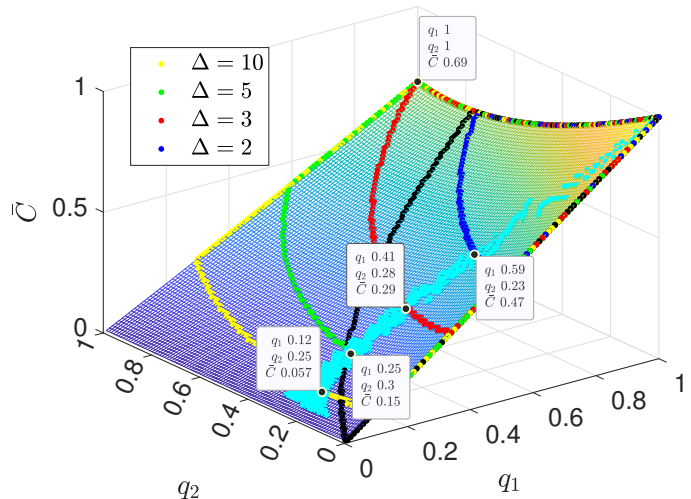 q₁ 1
q₂ 1
C̄ 0.69
Δ = 10
Δ = 5
Δ = 3
Δ = 2
1
0.5
0
C̄
q₁ 0.41
q₂ 0.28
C̄ 0.29
q₁ 0.59
q₂ 0.23
C̄ 0.47
q₁ 0.12
q₂ 0.25
C̄ 0.057
q₁ 0.25
q₂ 0.3
C̄ 0.15
1
0.8
0.6
0.4
0.2
0
q₂
0
0.2
0.4
0.6
0.8
1
q₁